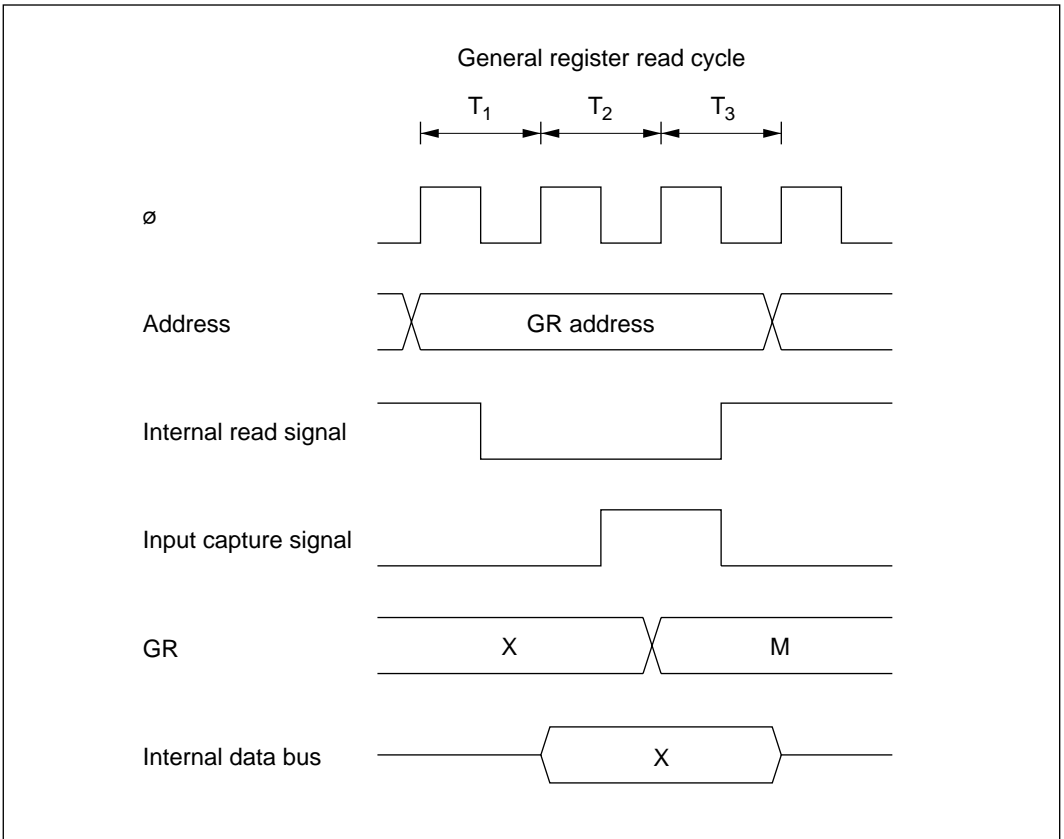 General register read cycle
T1 T2 T3
ø
Address GR address
Internal read signal
Input capture signal
GR X M
Internal data bus X